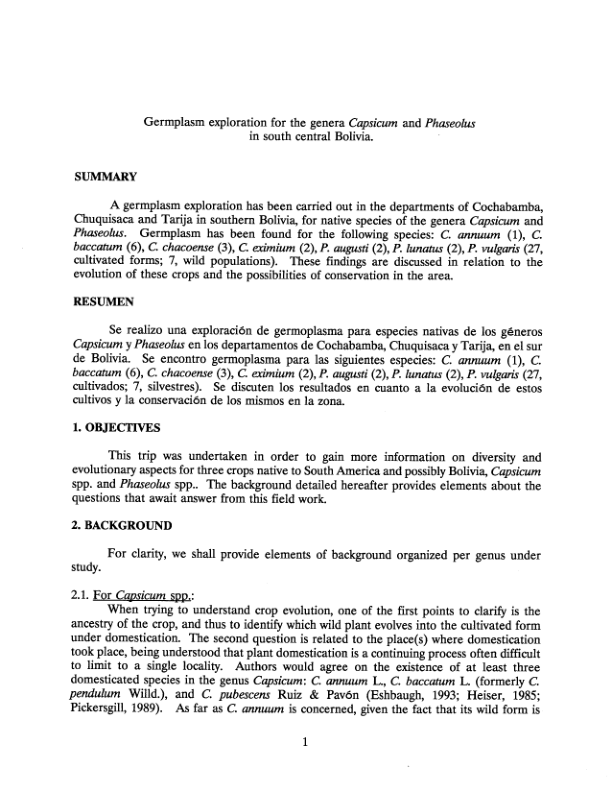 Germplasm exploration for the genera Capsicum and Phaseolus
in south central Bolivia.
SUMMARY
A germplasm exploration has been carried out in the departments of Cochabamba,
Chuquisaca and Tarija in southern Bolivia, for native species of the genera Capsicum and
Phaseolus. Germplasm has been found for the following species: C. annuum (1), C.
baccatum (6), C. chacoense (3), C. eximium (2), P. augusti (2), P. lunatus (2), P. vulgaris (27,
cultivated forms; 7, wild populations). These findings are discussed in relation to the
evolution of these crops and the possibilities of conservation in the area.
RESUMEN
Se realizo una exploración de germoplasma para especies nativas de los géneros
Capsicum y Phaseolus en los departamentos de Cochabamba, Chuquisaca y Tarija, en el sur
de Bolivia. Se encontro germoplasma para las siguientes especies: C. annuum (1), C.
baccatum (6), C. chacoense (3), C. eximium (2), P. augusti (2), P. lunatus (2), P. vulgaris (27,
cultivados; 7, silvestres). Se discuten los resultados en cuanto a la evolución de estos
cultivos y la conservación de los mismos en la zona.
1. OBJECTIVES
This trip was undertaken in order to gain more information on diversity and
evolutionary aspects for three crops native to South America and possibly Bolivia, Capsicum
spp. and Phaseolus spp.. The background detailed hereafter provides elements about the
questions that await answer from this field work.
2. BACKGROUND
For clarity, we shall provide elements of background organized per genus under
study.
2.1. For Capsicum spp.:
When trying to understand crop evolution, one of the first points to clarify is the
ancestry of the crop, and thus to identify which wild plant evolves into the cultivated form
under domestication. The second question is related to the place(s) where domestication
took place, being understood that plant domestication is a continuing process often difficult
to limit to a single locality. Authors would agree on the existence of at least three
domesticated species in the genus Capsicum: C. annuum L., C. baccatum L. (formerly C.
pendulum Willd.), and C. pubescens Ruiz & Pavón (Eshbaugh, 1993; Heiser, 1985;
Pickersgill, 1989). As far as C. annuum is concerned, given the fact that its wild form is
1